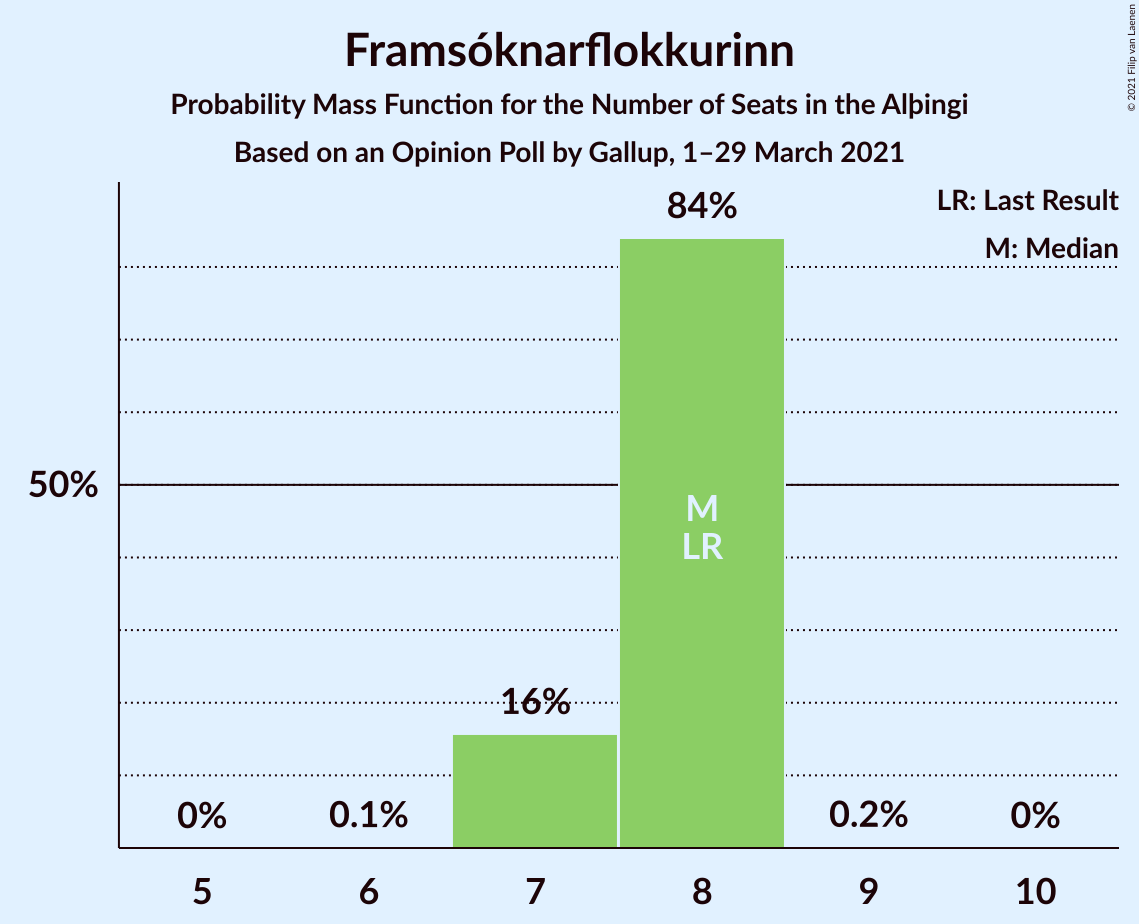 Framsóknarflokkurinn
Probability Mass Function for the Number of Seats in the Alþingi
Based on an Opinion Poll by Gallup, 1–29 March 2021
© 2021 Filip van Laenen
LR: Last Result
M: Median
84%
50%
M
LR
16%
0%
0.1%
0.2%
0%
5
6
7
8
9
10